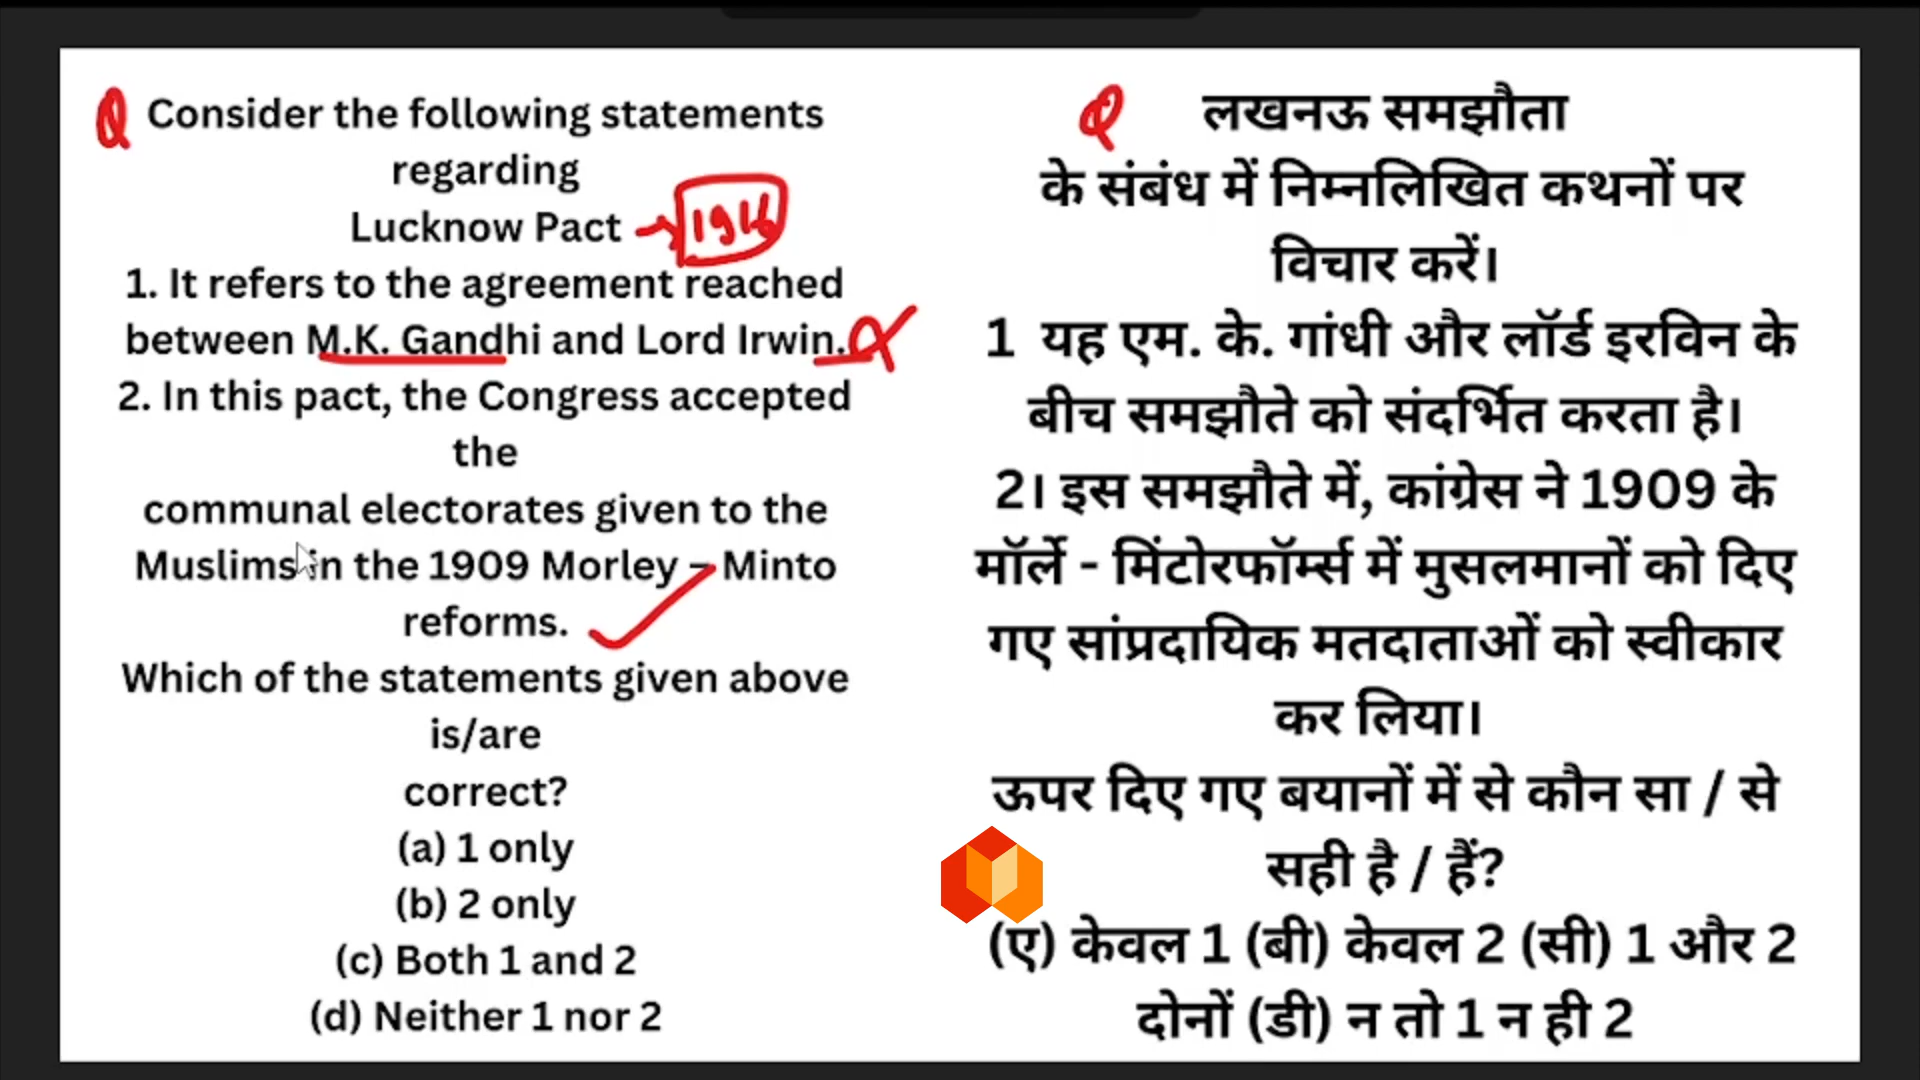 Q Consider the following statements
regarding
Lucknow Pact → 1916
1. It refers to the agreement reached
between M.K. Gandhi and Lord Irwin.
2. In this pact, the Congress accepted
the
communal electorates given to the
Muslims in the 1909 Morley – Minto
reforms.
Which of the statements given above
is/are
correct?
(a) 1 only
(b) 2 only
(c) Both 1 and 2
(d) Neither 1 nor 2
Q लखनऊ समझौता
के संबंध में निम्नलिखित कथनों पर
विचार करें।
1 यह एम. के. गांधी और लॉर्ड इरविन के
बीच समझौते को संदर्भित करता है।
2। इस समझौते में, कांग्रेस ने 1909 के
मॉर्ले - मिंटोरफॉर्म्स में मुसलमानों को दिए
गए सांप्रदायिक मतदाताओं को स्वीकार
कर लिया।
ऊपर दिए गए बयानों में से कौन सा / से
सही है / हैं?
(ए) केवल 1 (बी) केवल 2 (सी) 1 और 2
दोनों (डी) न तो 1 न ही 2